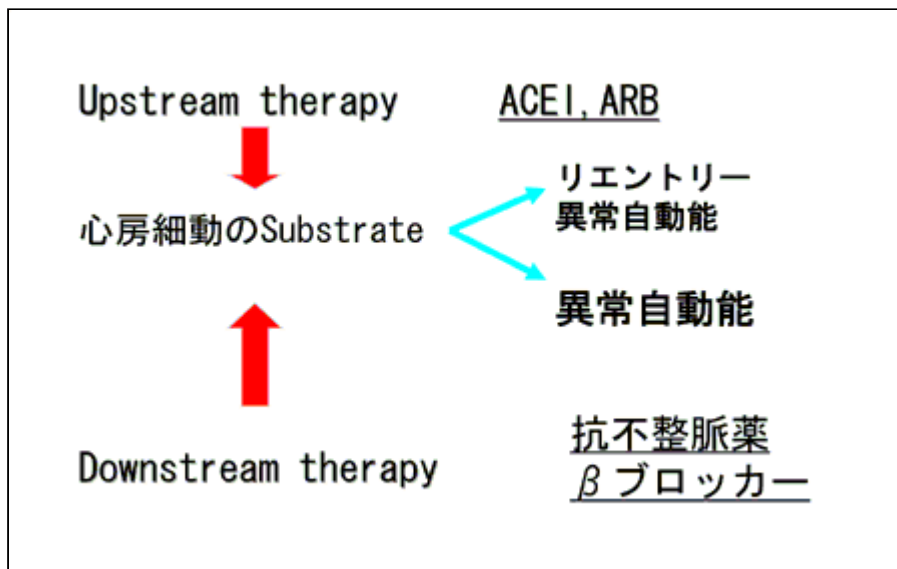 Upstream therapy ACEI, ARB
リエントリー
異常自動能
心房細動のSubstrate
異常自動能
抗不整脈薬
Downstream therapy
βブロッカー